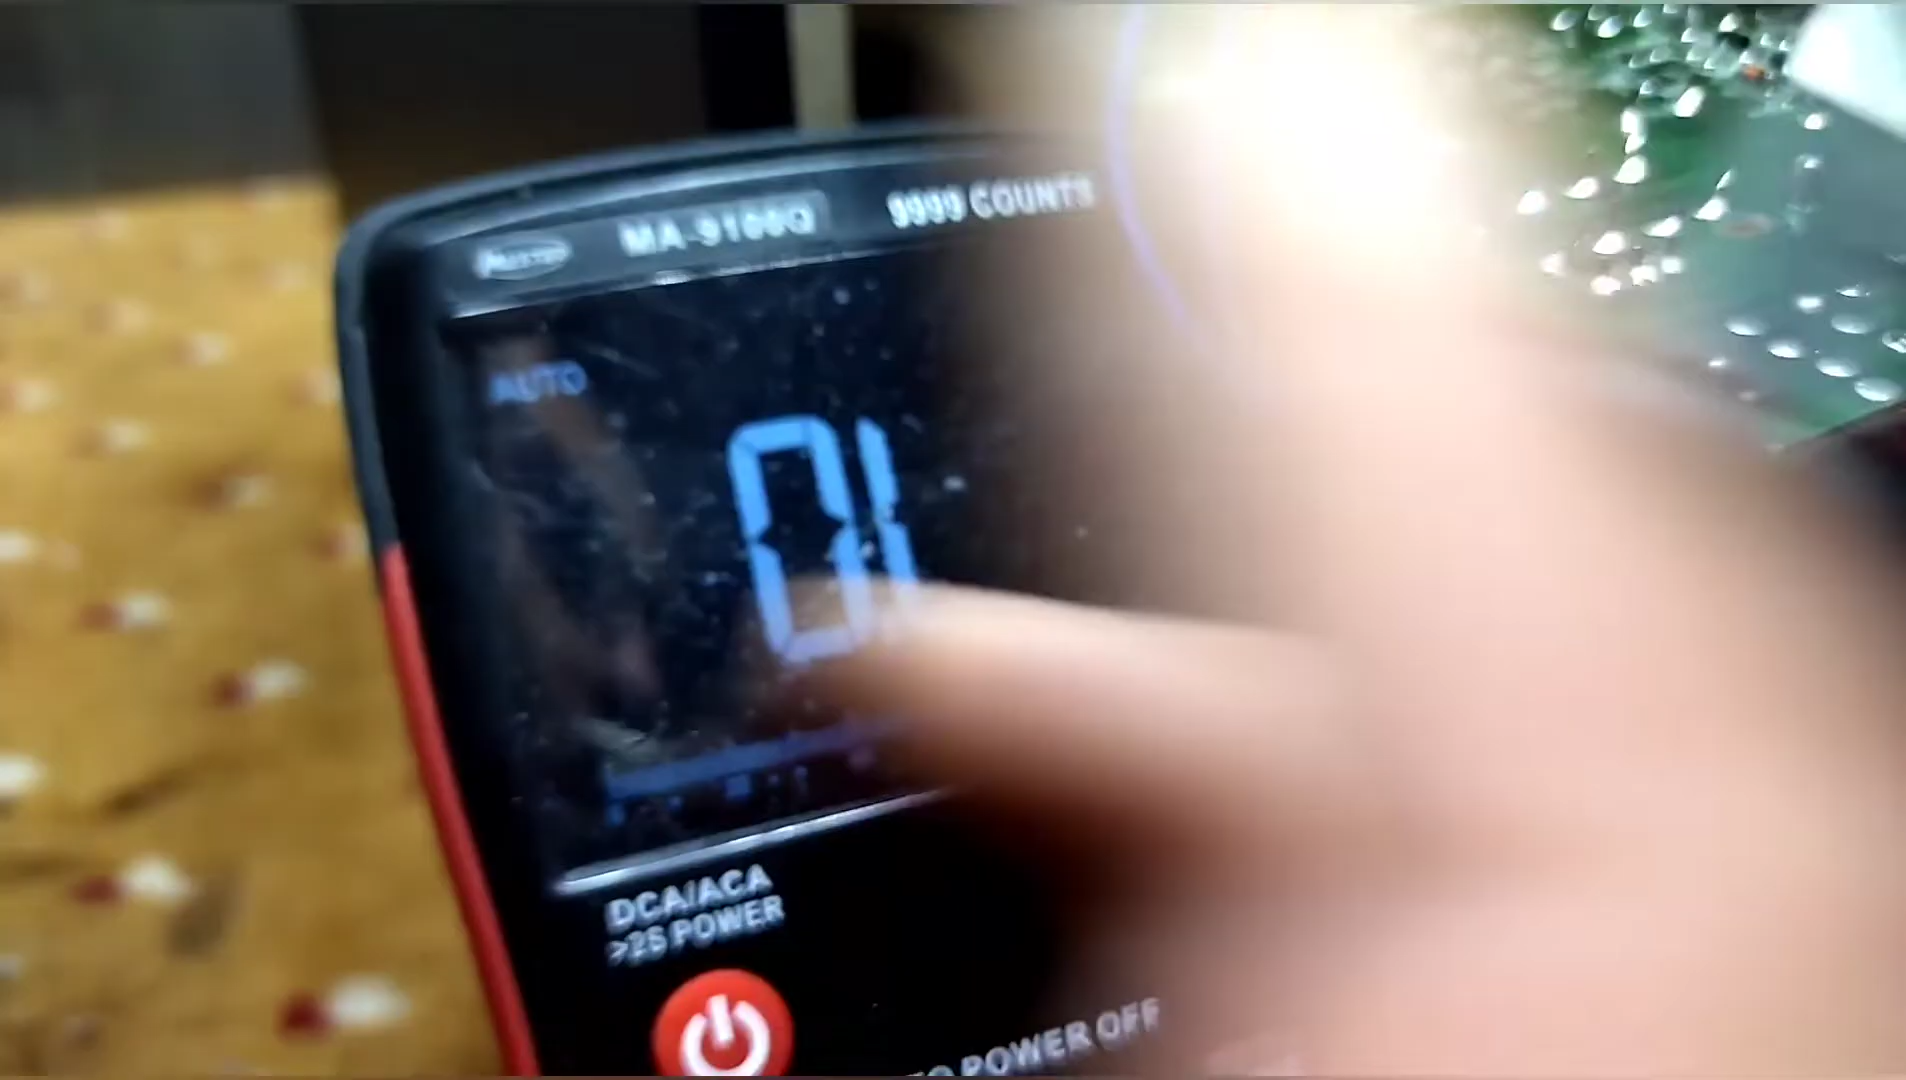 MA-9100Q
9999 COUNTS
AUTO
0L
DCA/ACA
>2S POWER
POWER OFF